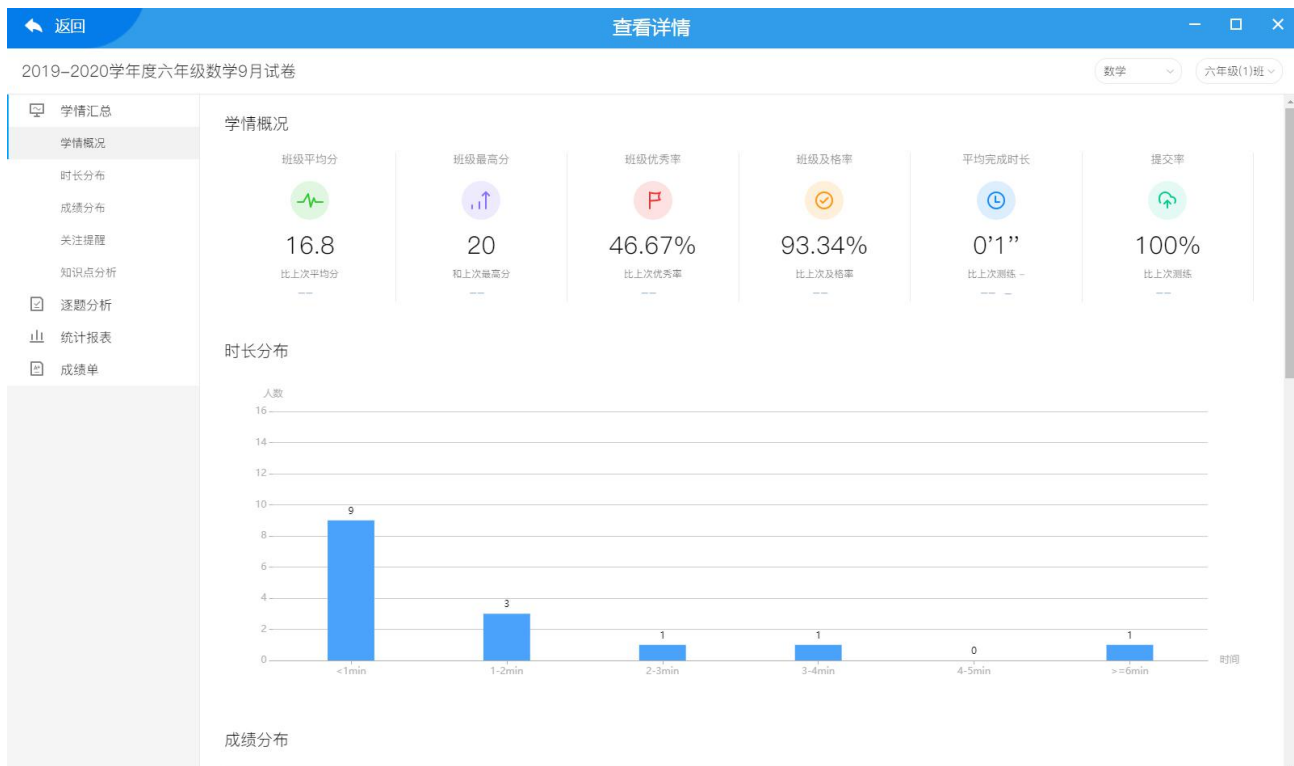 返回
查看详情
2019-2020学年度六年级数学9月试卷
数学
六年级(1)班
学情汇总
学情概况
时长分布
成绩分布
关注提醒
知识点分析
逐题分析
统计报表
成绩单
学情概况
班级平均分
班级最高分
班级优秀率
班级及格率
平均完成时长
提交率
16.8
20
46.67%
93.34%
0'1''
100%
比上次平均分
和上次最高分
比上次优秀率
比上次及格率
比上次测练 –
比上次测练
––
––
––
––
–– –
––
时长分布
人数
16
14
12
10
8
6
4
2
0
9
3
1
1
0
1
<1min
1-2min
2-3min
3-4min
4-5min
>=6min
时间
成绩分布